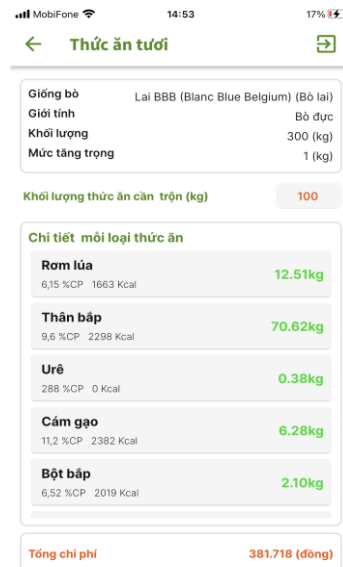 MobiFone 14:53 17%
Thức ăn tươi
Giống bò Lai BBB (Blanc Blue Belgium) (Bò lai)
Giới tính Bò đực
Khối lượng 300 (kg)
Mức tăng trọng 1 (kg)
Khối lượng thức ăn cần trộn (kg) 100
Chi tiết mỗi loại thức ăn
Rơm lúa
12.51kg
6,15 %CP 1663 Kcal
Thân bắp
70.62kg
9,6 %CP 2298 Kcal
Urê
0.38kg
288 %CP 0 Kcal
Cám gạo
6.28kg
11,2 %CP 2382 Kcal
Bột bắp
2.10kg
6,52 %CP 2019 Kcal
Tổng chi phí 381.718 (đồng)